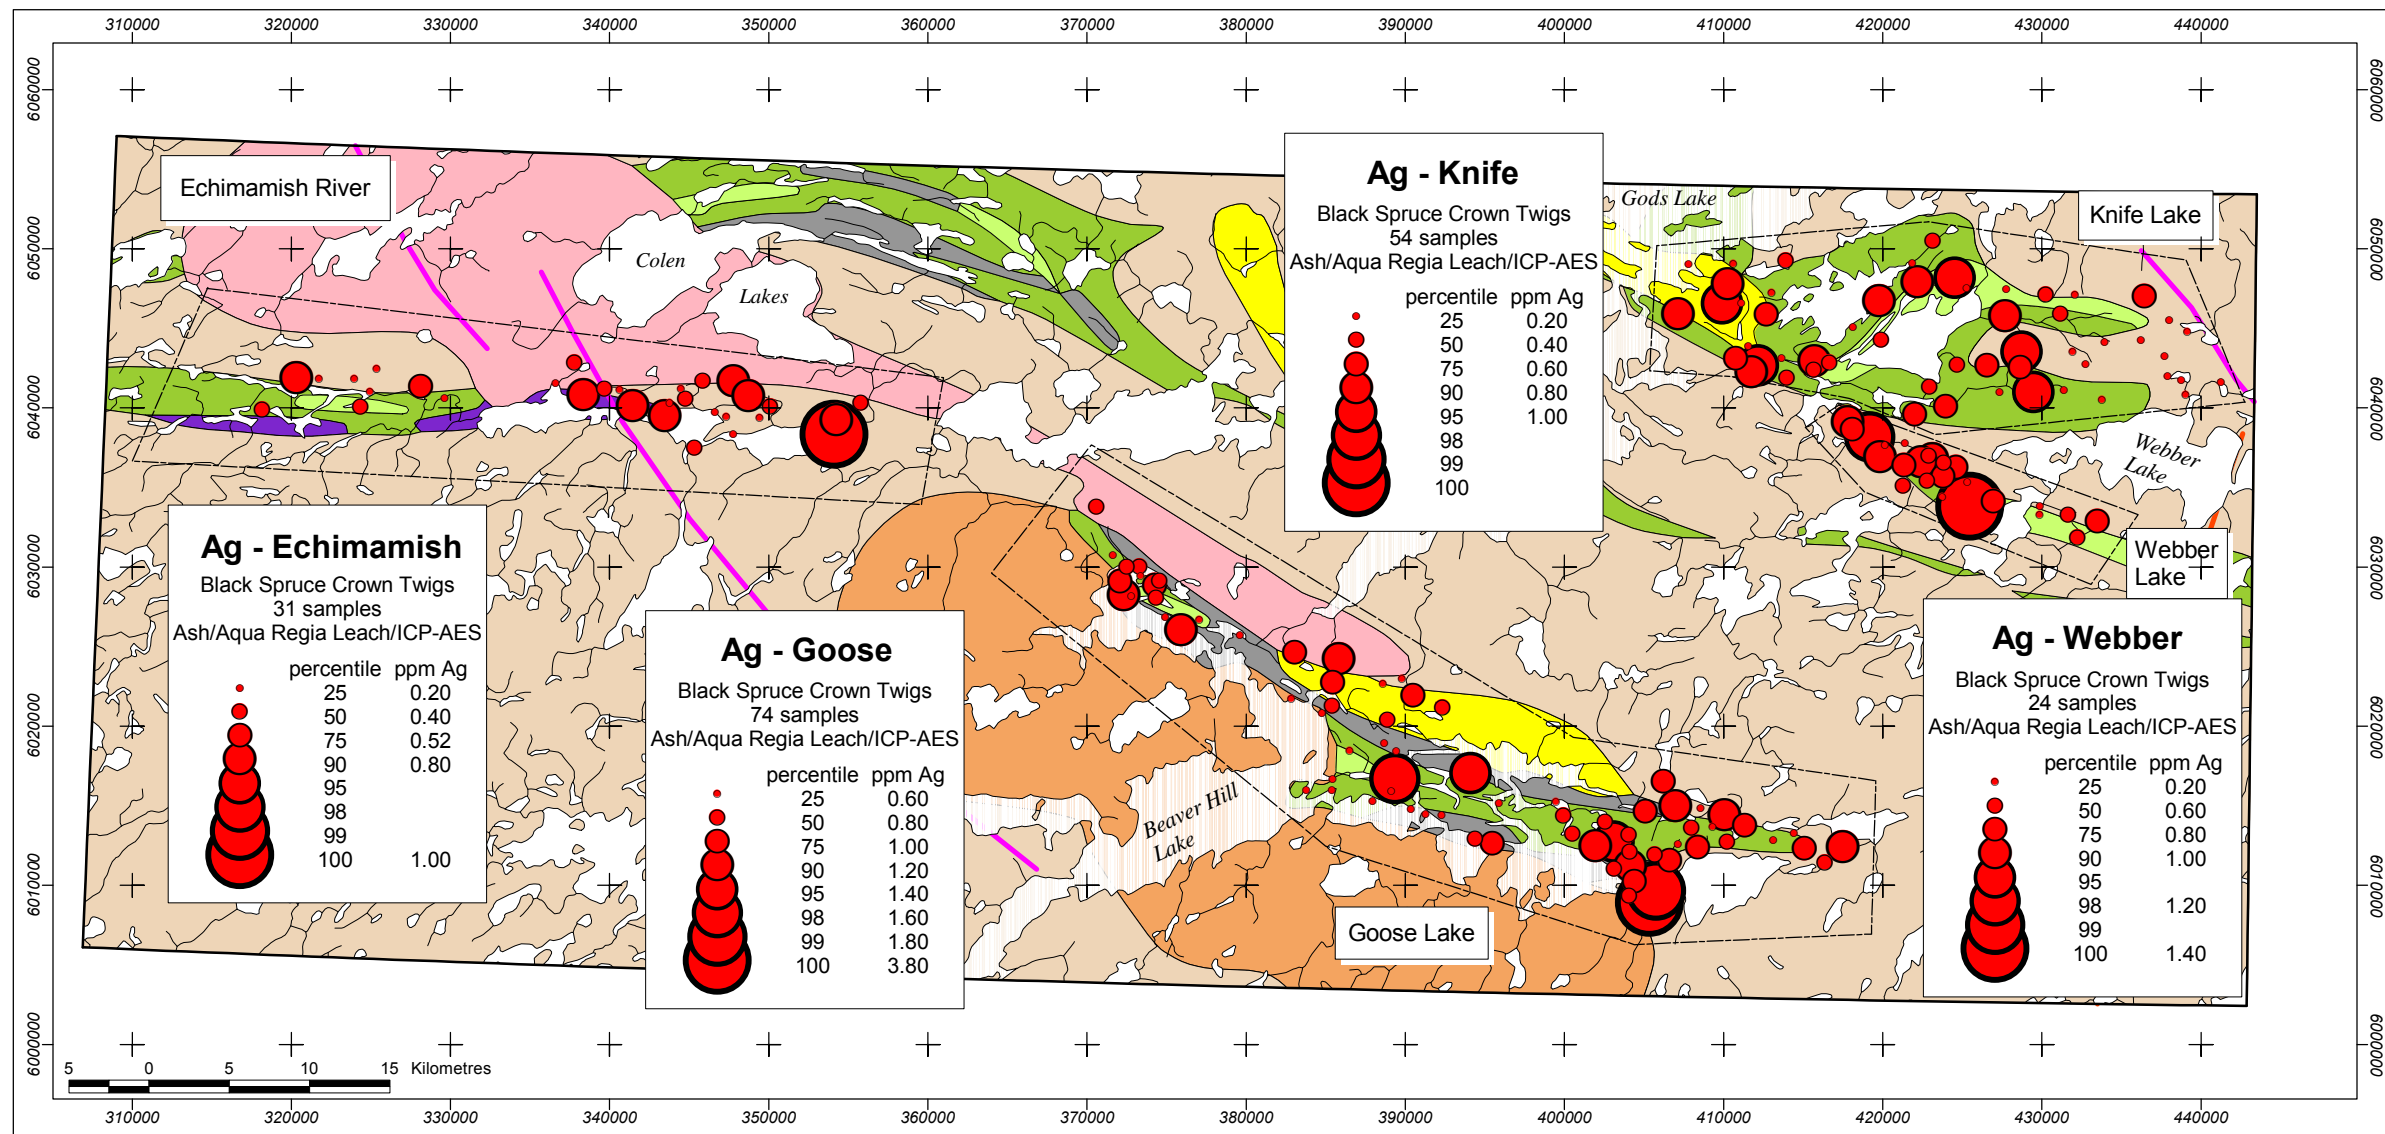 310000 320000 330000 340000 350000 360000 370000 380000 390000 400000 410000 420000 430000 440000
6060000 6060000
6050000 6050000
6040000 6040000
6030000 6030000
6020000 6020000
6010000 6010000
6000000 6000000
Echimamish River
Colen
Lakes
Gods Lake
Knife Lake
Webber
Lake
Webber
Lake
Beaver Hill
Lake
Goose Lake
Ag - Knife
Black Spruce Crown Twigs
54 samples
Ash/Aqua Regia Leach/ICP-AES
percentile ppm Ag
25 0.20
50 0.40
75 0.60
90 0.80
95 1.00
98
99
100
Ag - Echimamish
Black Spruce Crown Twigs
31 samples
Ash/Aqua Regia Leach/ICP-AES
percentile ppm Ag
25 0.20
50 0.40
75 0.52
90 0.80
95
98
99
100 1.00
Ag - Goose
Black Spruce Crown Twigs
74 samples
Ash/Aqua Regia Leach/ICP-AES
percentile ppm Ag
25 0.60
50 0.80
75 1.00
90 1.20
95 1.40
98 1.60
99 1.80
100 3.80
Ag - Webber
Black Spruce Crown Twigs
24 samples
Ash/Aqua Regia Leach/ICP-AES
percentile ppm Ag
25 0.20
50 0.60
75 0.80
90 1.00
95
98 1.20
99
100 1.40
5 0 5 10 15 Kilometres
310000 320000 330000 340000 350000 360000 370000 380000 390000 400000 410000 420000 430000 440000